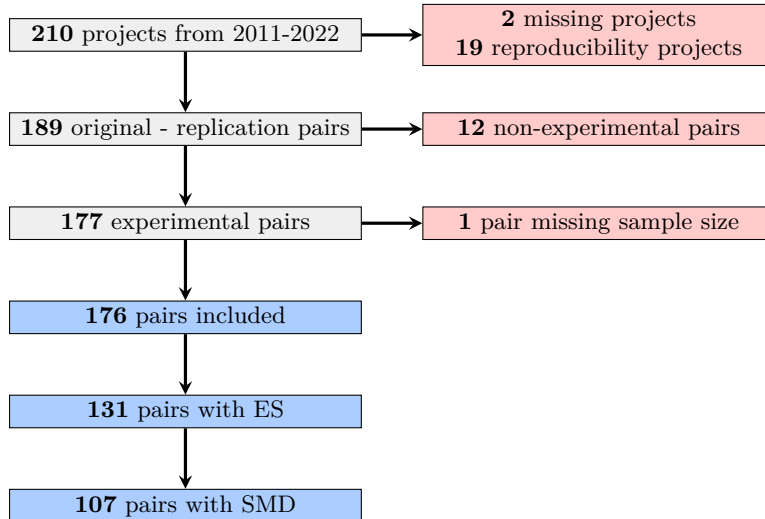 210 projects from 2011-2022
2 missing projects
19 reproducibility projects
189 original - replication pairs
12 non-experimental pairs
177 experimental pairs
1 pair missing sample size
176 pairs included
131 pairs with ES
107 pairs with SMD